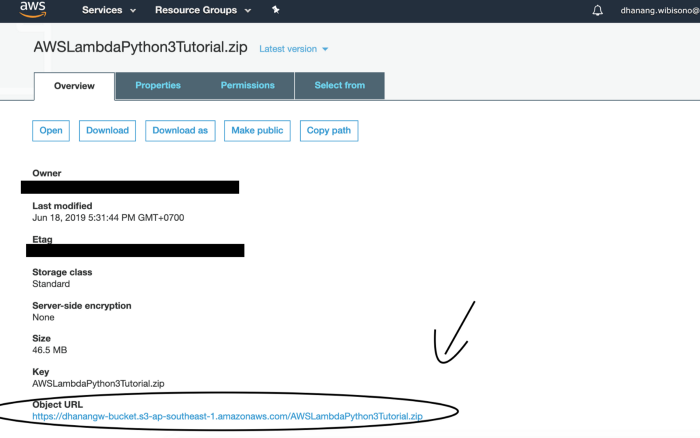 aws Services Resource Groups dhanang.wibisono@
AWSLambdaPython3Tutorial.zip Latest version
Overview Properties Permissions Select from
Open Download Download as Make public Copy path
Owner
Last modified
Jun 18, 2019 5:31:44 PM GMT+0700
Etag
Storage class
Standard
Server-side encryption
None
Size
46.5 MB
Key
AWSLambdaPython3Tutorial.zip
Object URL
https://dhanangw-bucket.s3-ap-southeast-1.amazonaws.com/AWSLambdaPython3Tutorial.zip